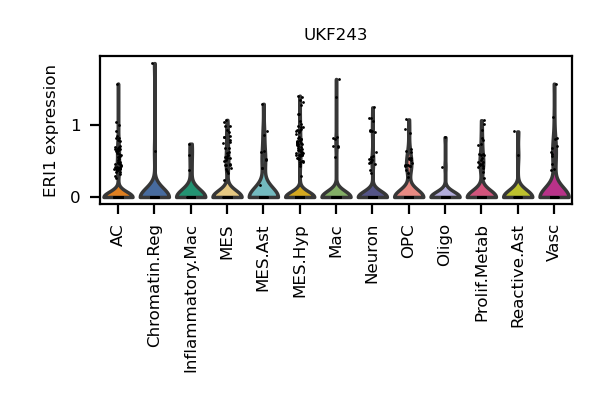 UKF243
ERI1 expression
1
0
AC
Chromatin.Reg
Inflammatory.Mac
MES
MES.Ast
MES.Hyp
Mac
Neuron
OPC
Oligo
Prolif.Metab
Reactive.Ast
Vasc